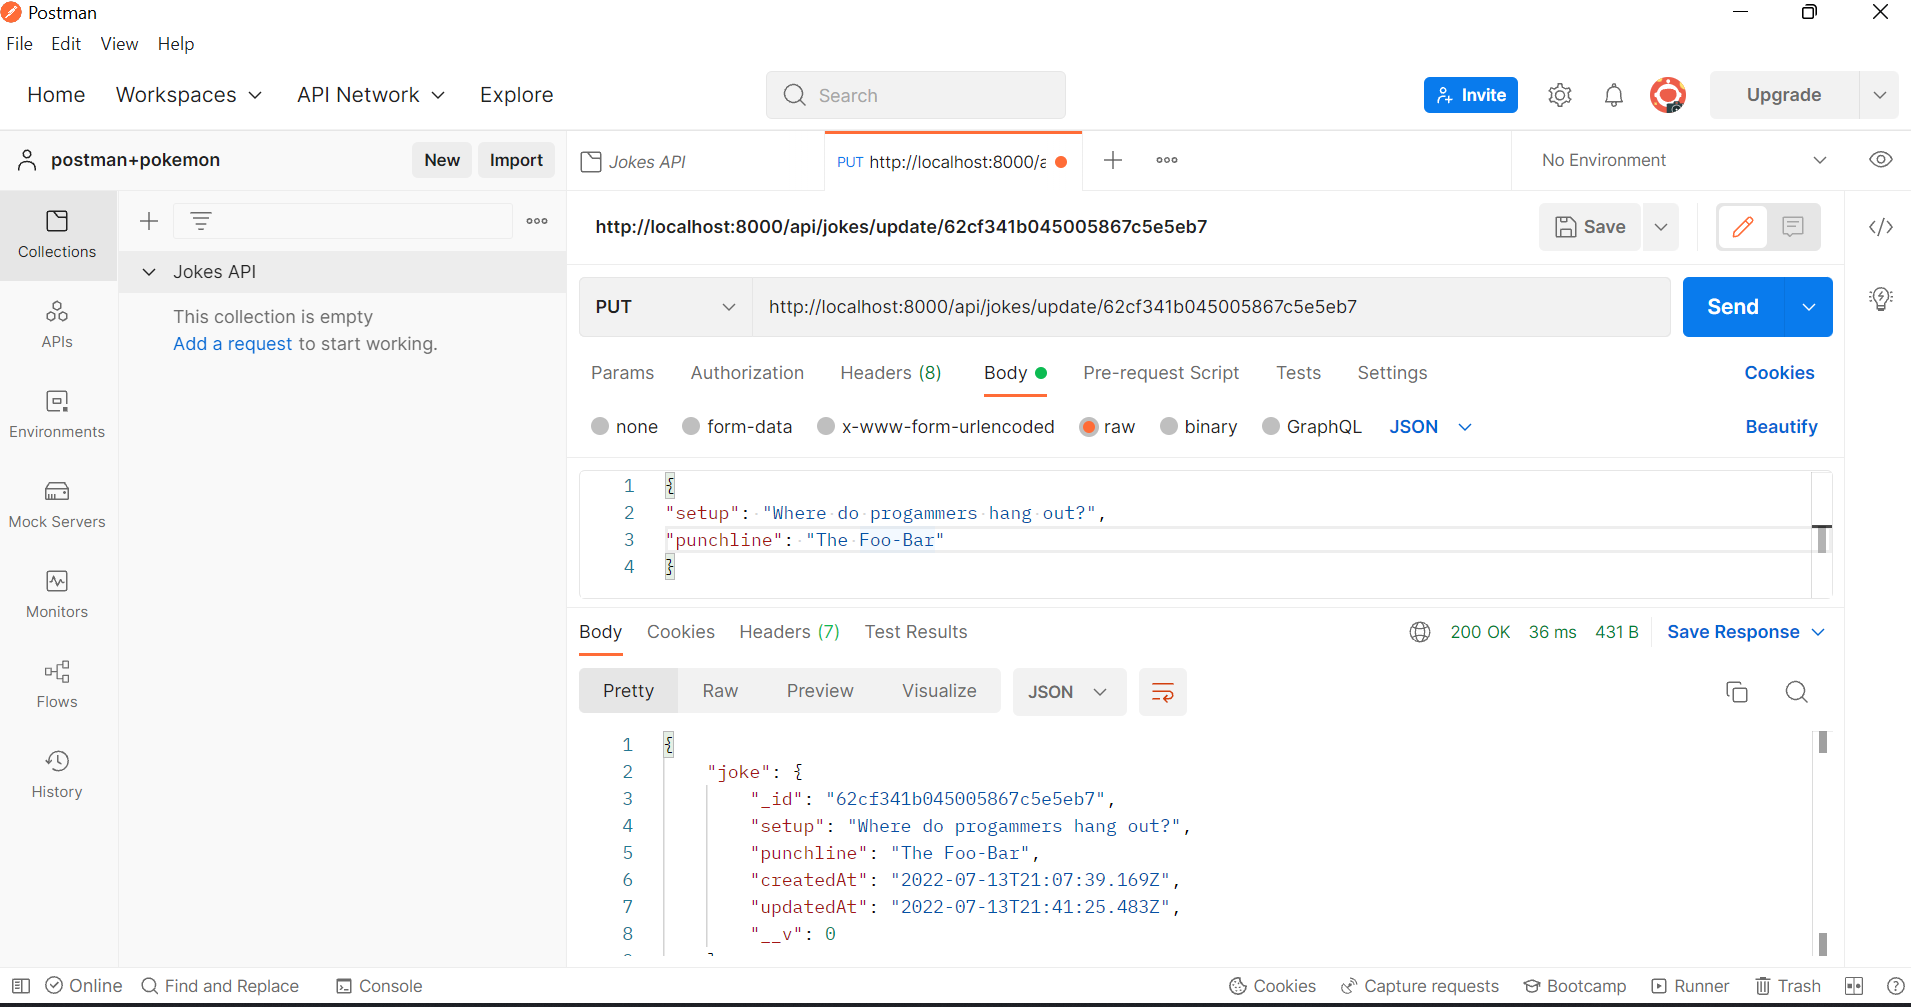 Postman
File Edit View Help
Home Workspaces API Network Explore Search Invite Upgrade
postman+pokemon New Import Jokes API PUT http://localhost:8000/a No Environment
Collections
APIs
Environments
Mock Servers
Monitors
Flows
History
Jokes API
This collection is empty
Add a request to start working.
http://localhost:8000/api/jokes/update/62cf341b045005867c5e5eb7 Save
PUT http://localhost:8000/api/jokes/update/62cf341b045005867c5e5eb7 Send
Params Authorization Headers (8) Body Pre-request Script Tests Settings Cookies
none form-data x-www-form-urlencoded raw binary GraphQL JSON Beautify
1 {
2 "setup": "Where do progammers hang out?",
3 "punchline": "The Foo-Bar"
4 }
Body Cookies Headers (7) Test Results 200 OK 36 ms 431 B Save Response
Pretty Raw Preview Visualize JSON
1 {
2 "joke": {
3 "_id": "62cf341b045005867c5e5eb7",
4 "setup": "Where do progammers hang out?",
5 "punchline": "The Foo-Bar",
6 "createdAt": "2022-07-13T21:07:39.169Z",
7 "updatedAt": "2022-07-13T21:41:25.483Z",
8 "__v": 0
Online Find and Replace Console Cookies Capture requests Bootcamp Runner Trash